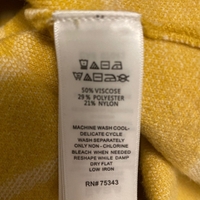 50% VISCOSE
29% POLYESTER
21% NYLON
MACHINE WASH COOL-
DELICATE CYCLE
WASH SEPARATELY
ONLY NON-CHLORINE
BLEACH WHEN NEEDED
RESHAPE WHILE DAMP
DRY FLAT
LOW IRON
RN# 75343